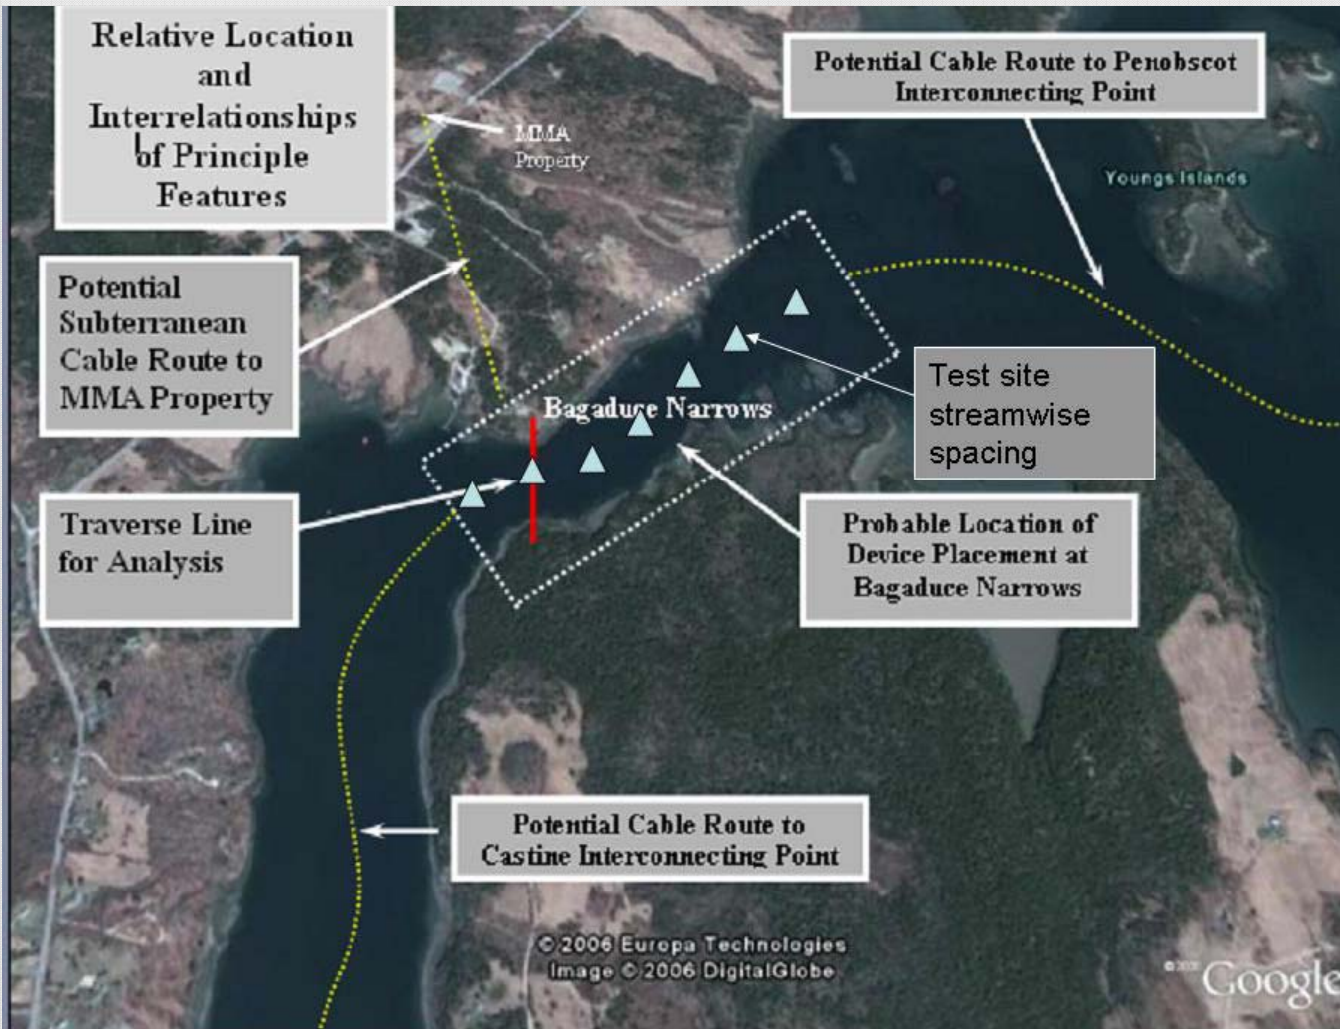 Relative Location
and
Interrelationships
of Principle
Features
Potential Cable Route to Penobscot
Interconnecting Point
MMA
Property
Youngs Islands
Potential
Subterranean
Cable Route to
MMA Property
Test site
streamwise
spacing
Bagaduce Narrows
Traverse Line
for Analysis
Probable Location of
Device Placement at
Bagaduce Narrows
Potential Cable Route to
Castine Interconnecting Point
© 2006 Europa Technologies
Image © 2006 DigitalGlobe
Google